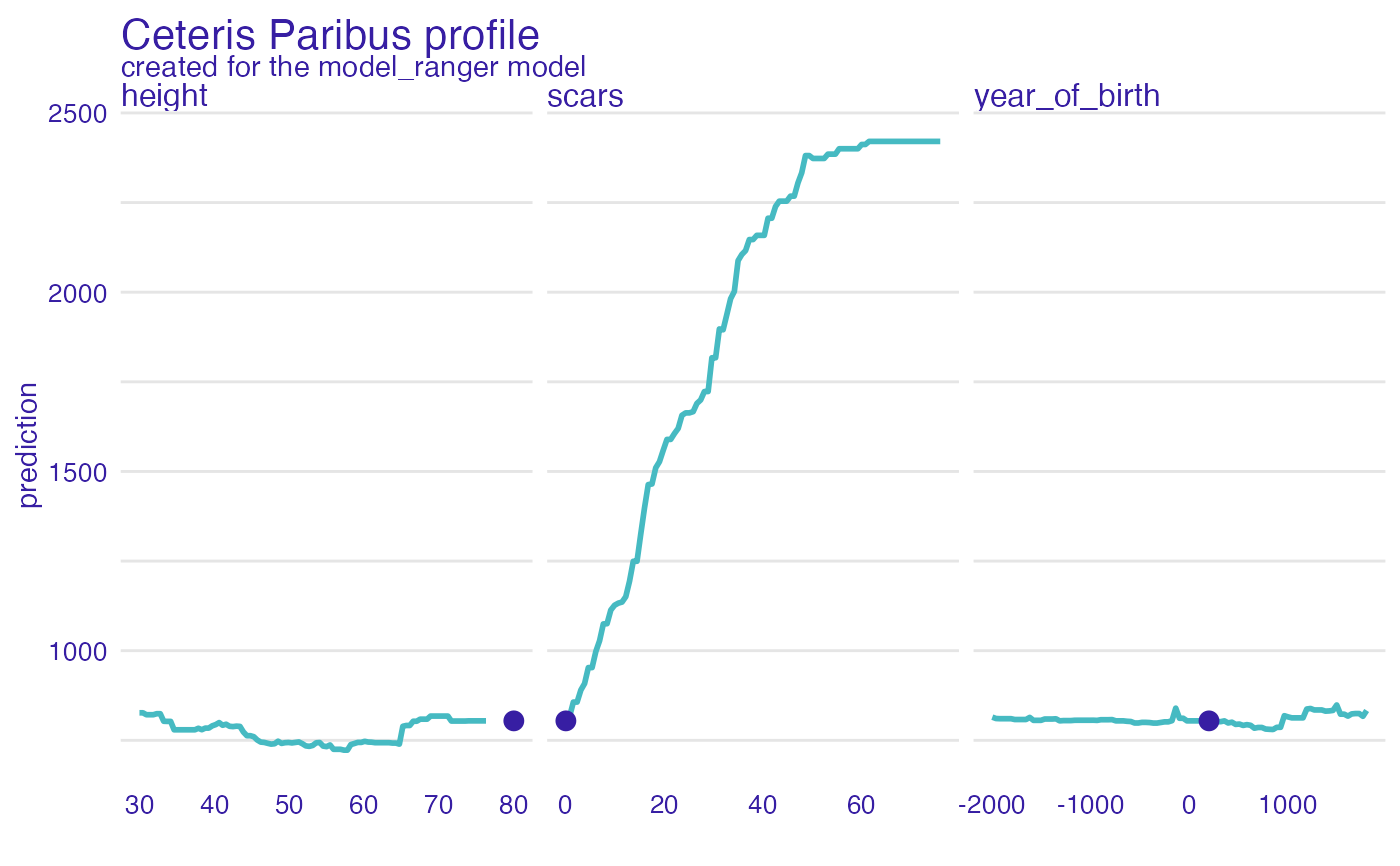 Ceteris Paribus profile
created for the model_ranger model
height scars year_of_birth
2500
2000
1500
1000
prediction
30 40 50 60 70 80 0 20 40 60 -2000 -1000 0 1000